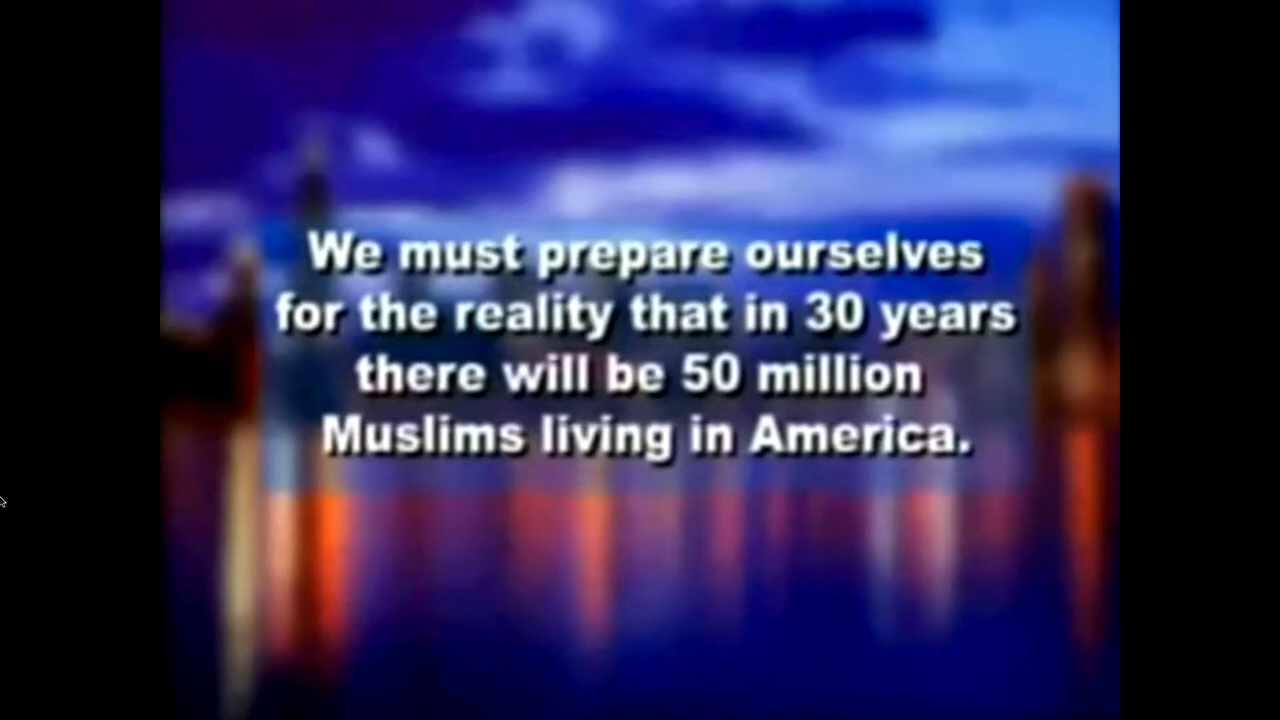 We must prepare ourselves
for the reality that in 30 years
there will be 50 million
Muslims living in America.